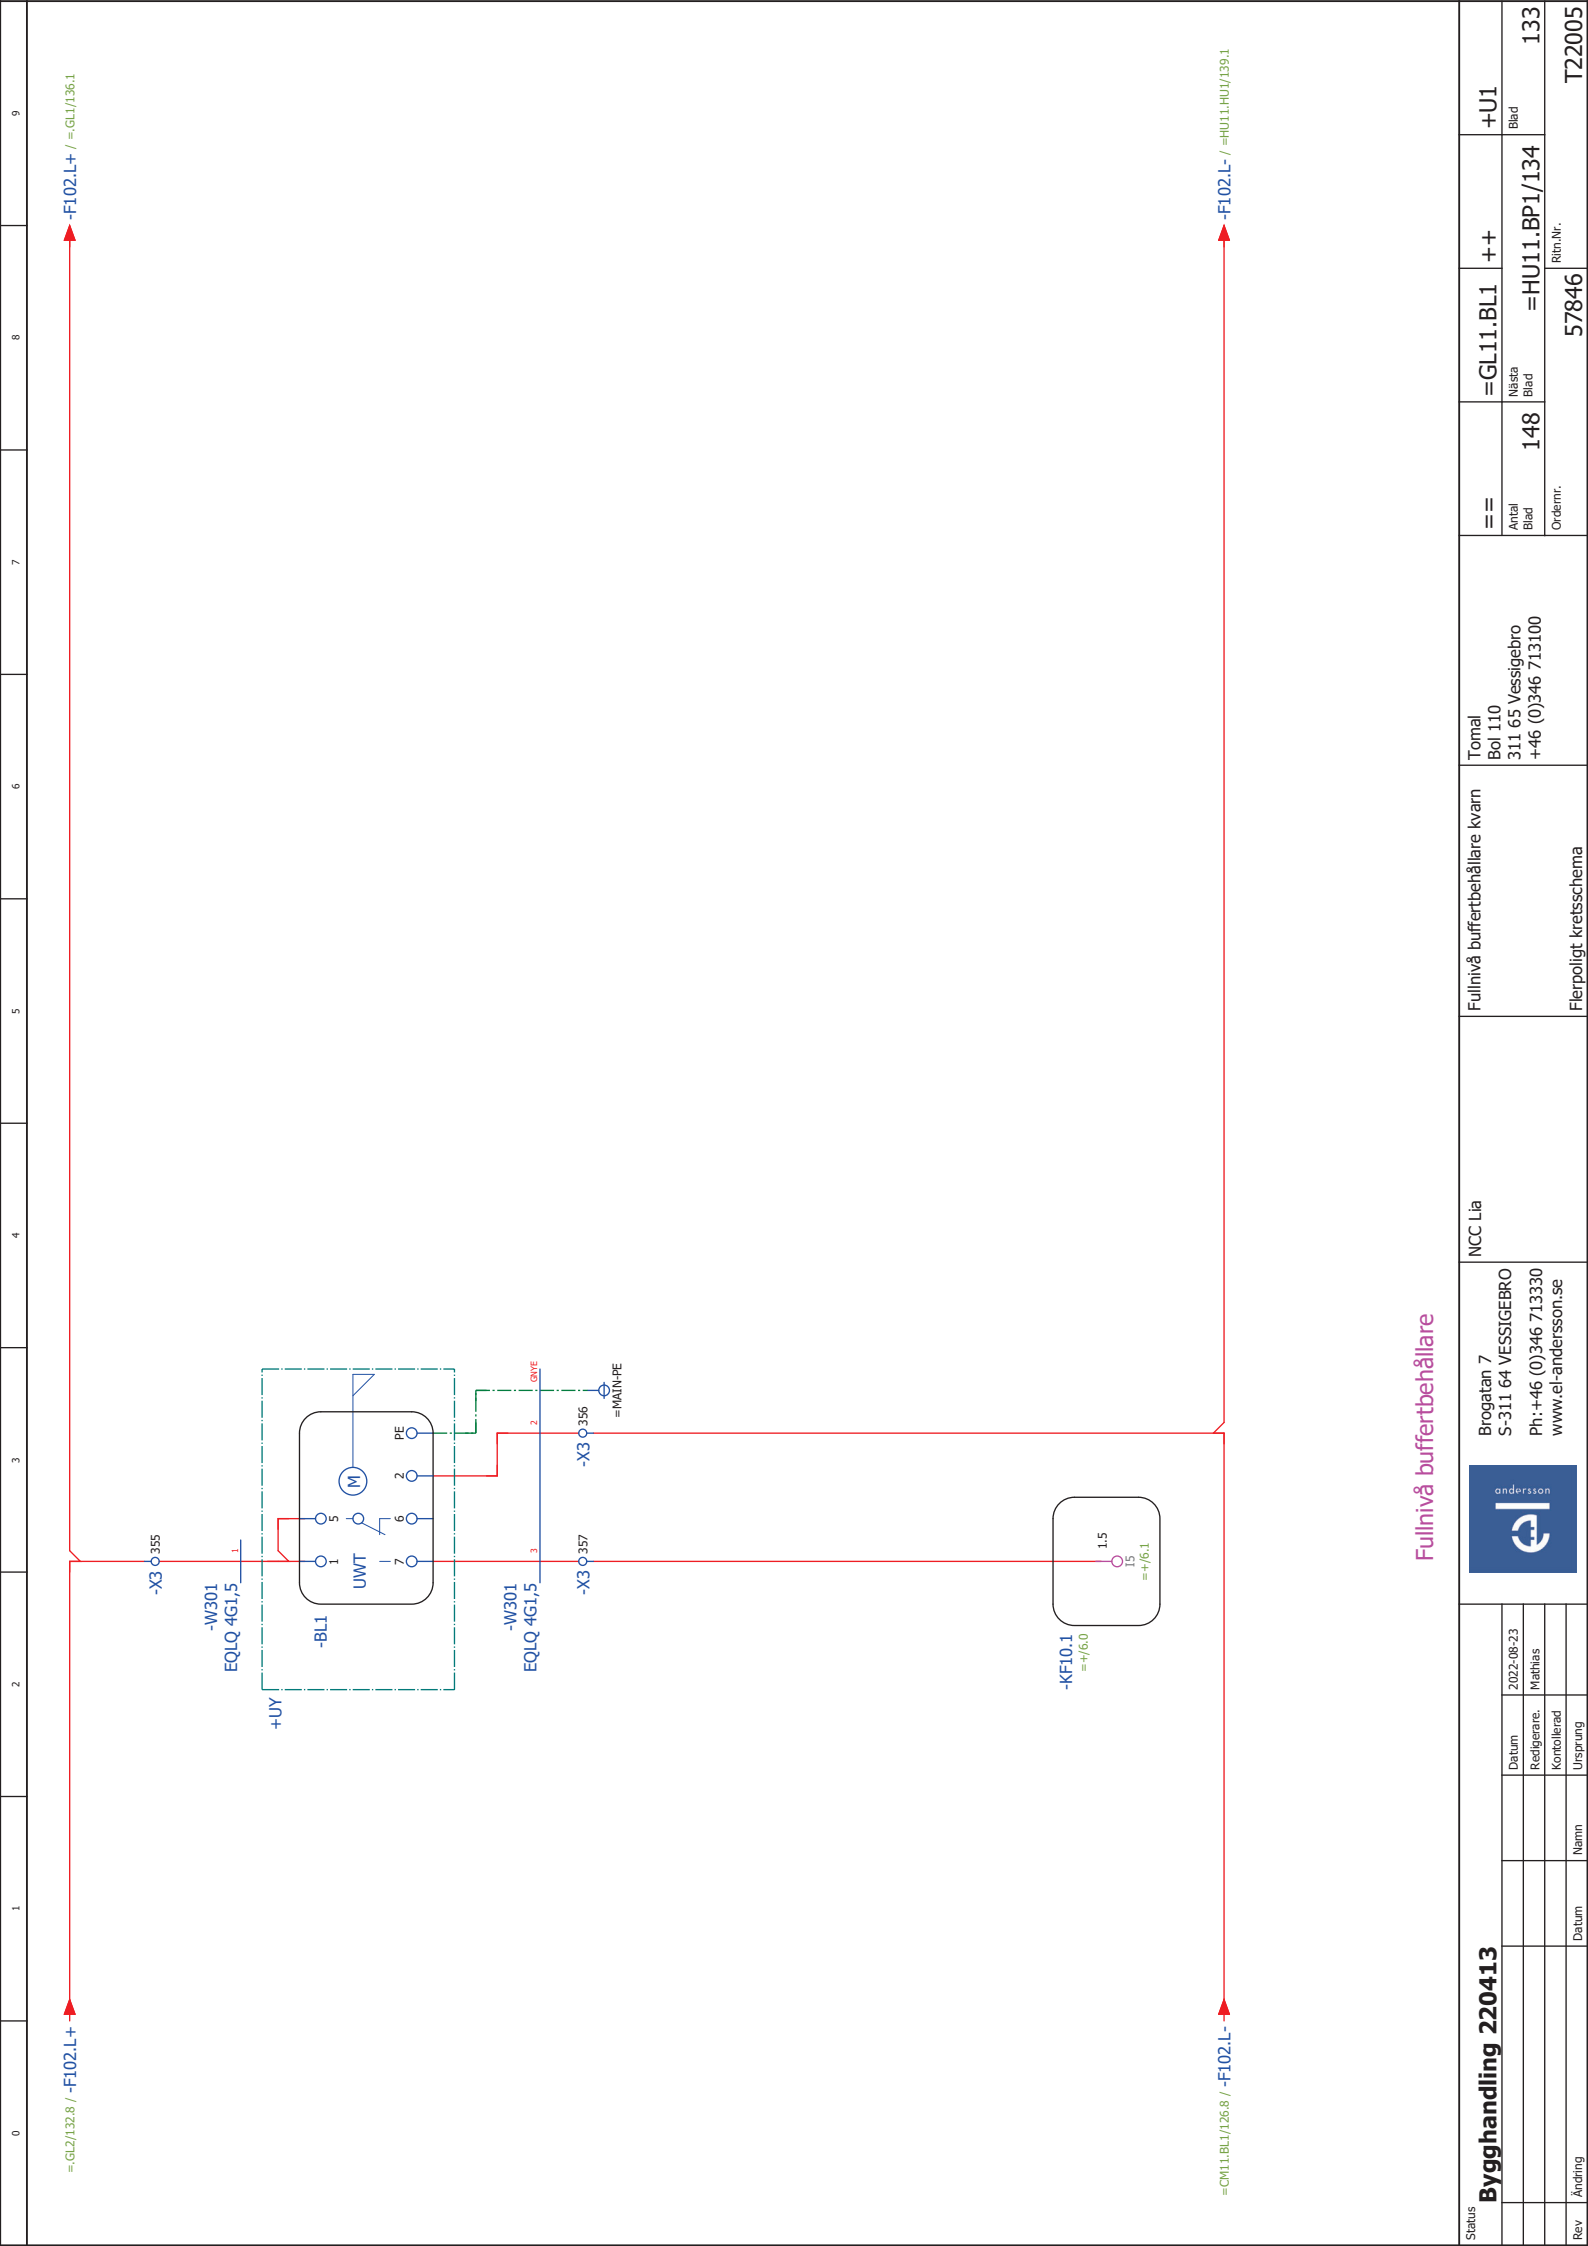 0 1 2 3 4 5 6 7 8 9
=.GL2/132.8 / -F102.L+
-F102.L+ / =.GL1/136.1
-X3 355
-W301
EQLQ 4G1,5
1
+UY
-BL1
1 5
UWT
M
7 6 2 PE
-W301
EQLQ 4G1,5
3 2 GNYE
-X3 357
-X3 356
=MAIN-PE
-KF10.1
=+/6.0
1.5
I5
=+/6.1
=CM11.BL1/126.8 / -F102.L-
-F102.L- / =HU11.HU1/139.1
Fullnivå buffertbehållare
Status
Bygghandling 220413
Rev Ändring Datum Namn
Datum 2022-08-23
Redigerare. Mathias
Kontollerad
Ursprung
el
andersson
Brogatan 7
S-311 64 VESSIGEBRO
Ph:+46 (0)346 713330
www.el-andersson.se
NCC Lia
Fullnivå buffertbehållare kvarn
Flerpoligt kretsschema
Tomal
Bol 110
311 65 Vessigebro
+46 (0)346 713100
== =GL11.BL1 ++ +U1
Antal
Blad
148
Nästa
Blad
=HU11.BP1/134
Blad
133
Ordernr.
57846
Ritn.Nr.
T22005